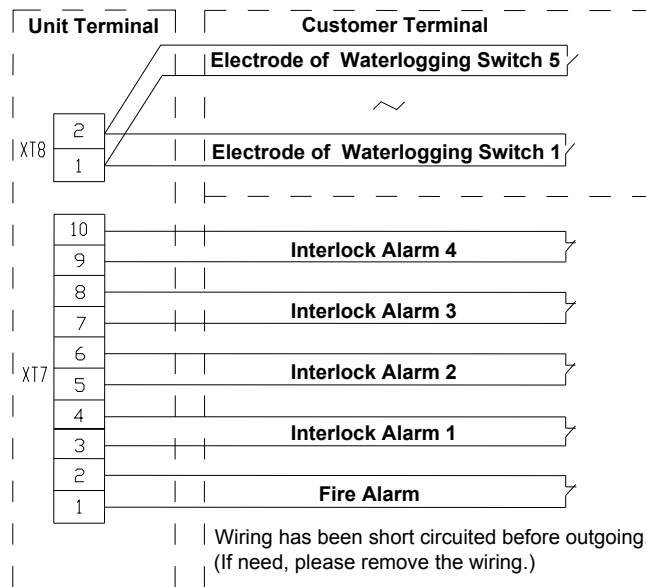 Unit Terminal
Customer Terminal
Electrode of Waterlogging Switch 5
2
XT8
1
Electrode of Waterlogging Switch 1
10
9
Interlock Alarm 4
8
7
Interlock Alarm 3
6
XT7
5
Interlock Alarm 2
4
3
Interlock Alarm 1
2
1
Fire Alarm
Wiring has been short circuited before outgoing.
(If need, please remove the wiring.)